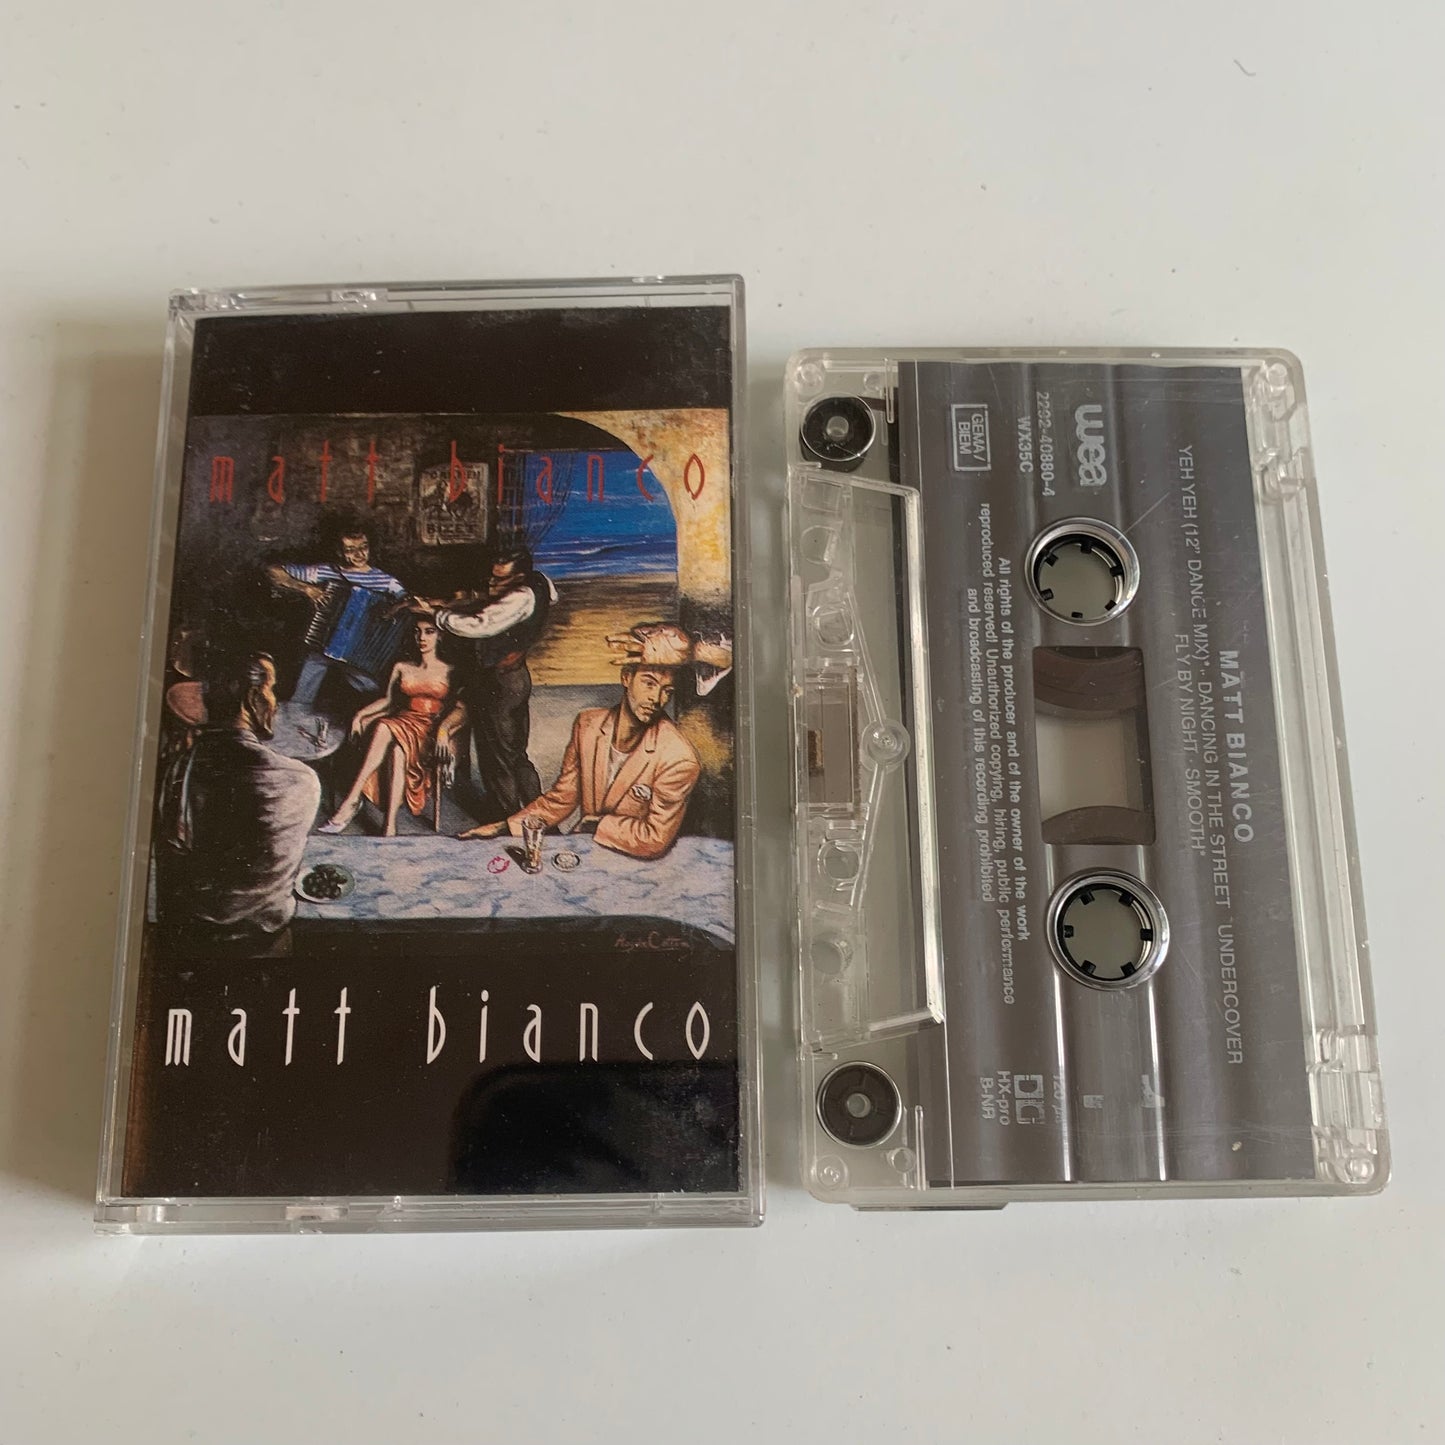 matt bianco
matt bianco
wea
2292-40880-4
WX35C
GEMA/
BIEM
MATT BIANCO
YEH YEH (12" DANCE MIX)* · DANCING IN THE STREET · UNDERCOVER
FLY BY NIGHT · SMOOTH*
All rights of the producer and of the owner of the work
reproduced reserved! Unauthorized copying, hiring, public performance
and broadcasting of this recording prohibited
HX-pro
B-NR